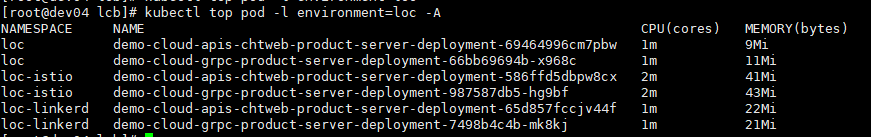 [root@dev04 lcb]# kubectl top pod -l environment=loc -A
NAMESPACE NAME CPU(cores) MEMORY(bytes)
loc demo-cloud-apis-chtweb-product-server-deployment-69464996cm7pbw 1m 9Mi
loc demo-cloud-grpc-product-server-deployment-66bb69694b-x968c 1m 11Mi
loc-istio demo-cloud-apis-chtweb-product-server-deployment-586ffd5dbpw8cx 2m 41Mi
loc-istio demo-cloud-grpc-product-server-deployment-987587db5-hg9bf 2m 43Mi
loc-linkerd demo-cloud-apis-chtweb-product-server-deployment-65d857fccjv44f 1m 22Mi
loc-linkerd demo-cloud-grpc-product-server-deployment-7498b4c4b-mk8kj 1m 21Mi